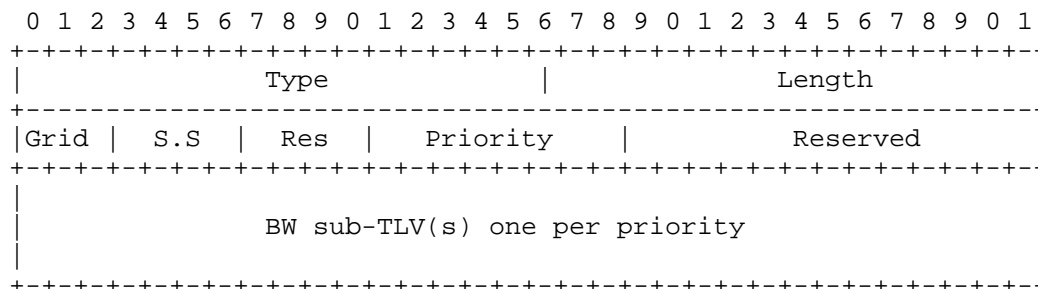 0 1 2 3 4 5 6 7 8 9 0 1 2 3 4 5 6 7 8 9 0 1 2 3 4 5 6 7 8 9 0 1
+-+-+-+-+-+-+-+-+-+-+-+-+-+-+-+-+-+-+-+-+-+-+-+-+-+-+-+-+-+-+-+--
| Type | Length
+----------------------------------------------------------------
|Grid | S.S | Res | Priority | Reserved
+-+-+-+-+-+-+-+-+-+-+-+-+-+-+-+-+-+-+-+-+-+-+-+-+-+-+-+-+-+-+-+--
|
| BW sub-TLV(s) one per priority
|
+-+-+-+-+-+-+-+-+-+-+-+-+-+-+-+-+-+-+-+-+-+-+-+-+-+-+-+-+-+-+-+--